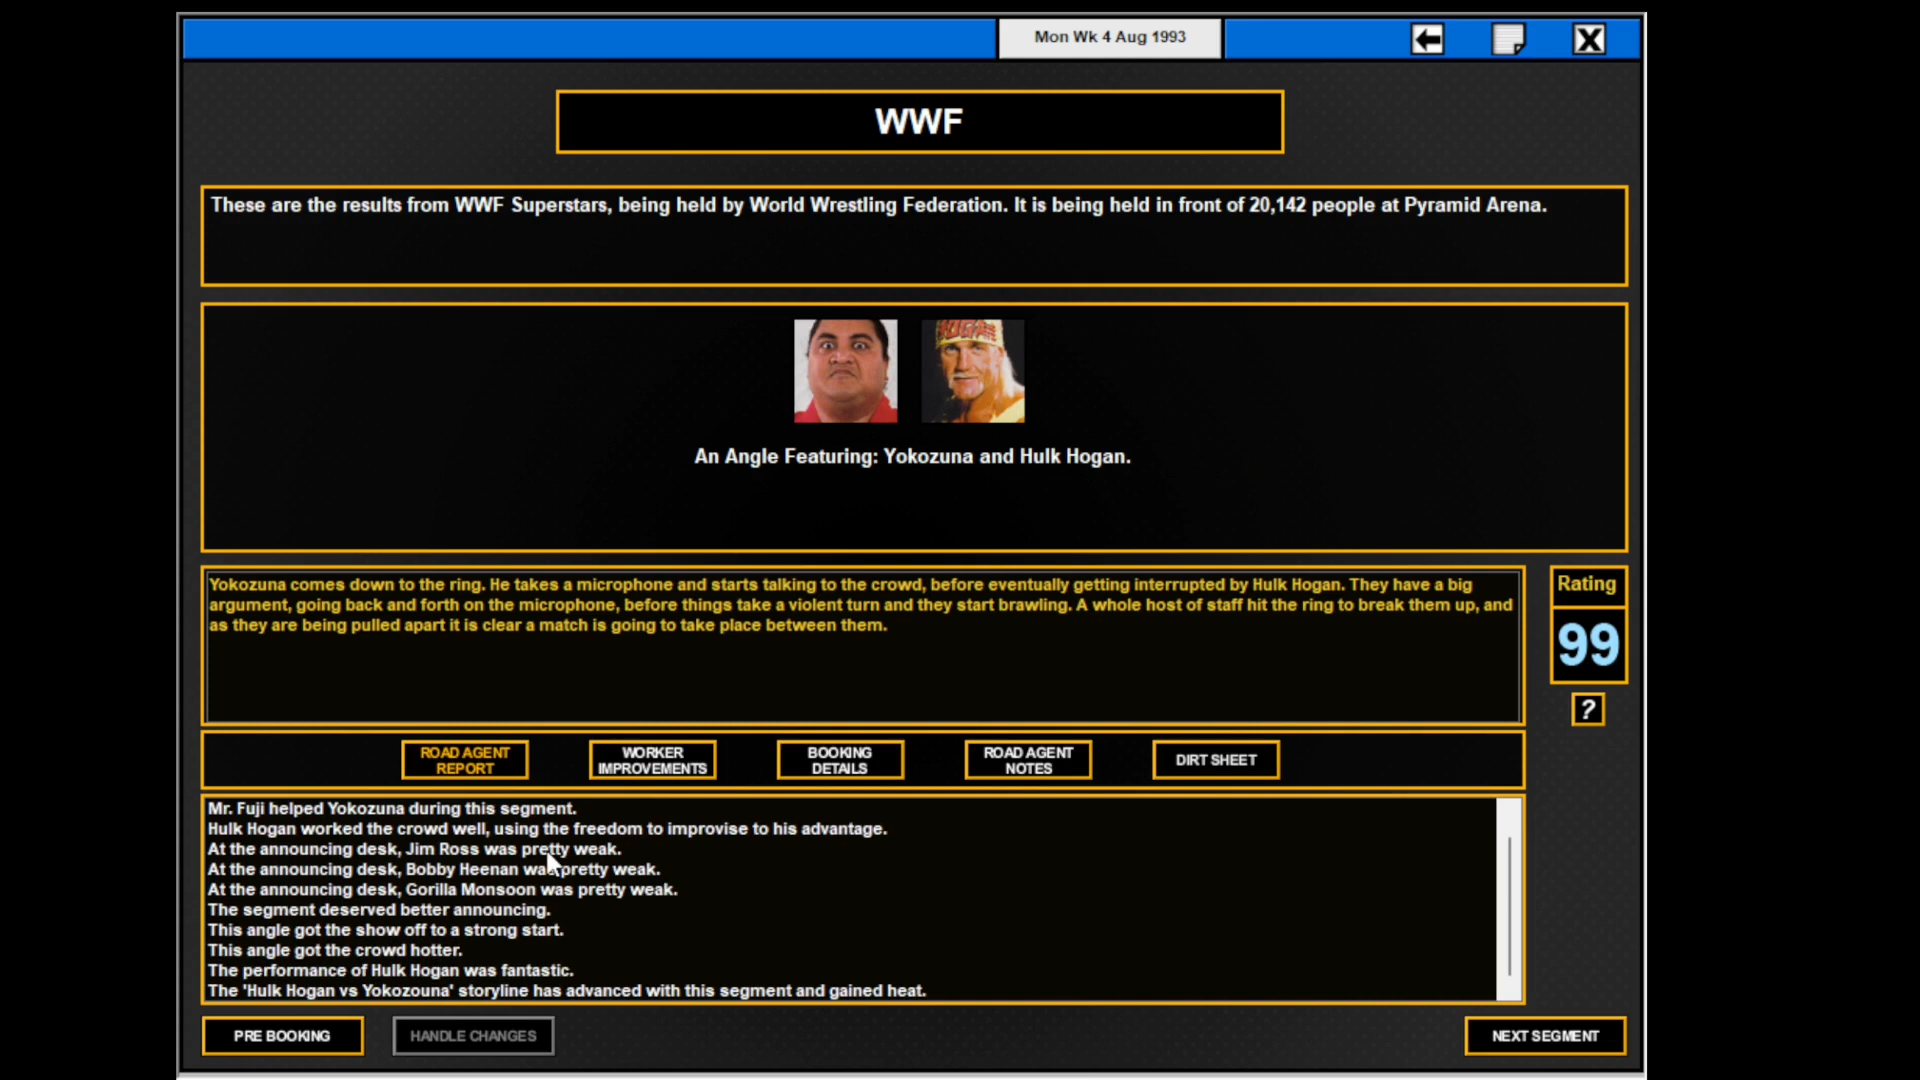 Mon Wk 4 Aug 1993
WWF
These are the results from WWF Superstars, being held by World Wrestling Federation. It is being held in front of 20,142 people at Pyramid Arena.
An Angle Featuring: Yokozuna and Hulk Hogan.
Yokozuna comes down to the ring. He takes a microphone and starts talking to the crowd, before eventually getting interrupted by Hulk Hogan. They have a big
argument, going back and forth on the microphone, before things take a violent turn and they start brawling. A whole host of staff hit the ring to break them up, and
as they are being pulled apart it is clear a match is going to take place between them.
Rating
99
?
ROAD AGENT REPORT
WORKER IMPROVEMENTS
BOOKING DETAILS
ROAD AGENT NOTES
DIRT SHEET
Mr. Fuji helped Yokozuna during this segment.
Hulk Hogan worked the crowd well, using the freedom to improvise to his advantage.
At the announcing desk, Jim Ross was pretty weak.
At the announcing desk, Bobby Heenan was pretty weak.
At the announcing desk, Gorilla Monsoon was pretty weak.
The segment deserved better announcing.
This angle got the show off to a strong start.
This angle got the crowd hotter.
The performance of Hulk Hogan was fantastic.
The 'Hulk Hogan vs Yokozouna' storyline has advanced with this segment and gained heat.
PRE BOOKING
HANDLE CHANGES
NEXT SEGMENT